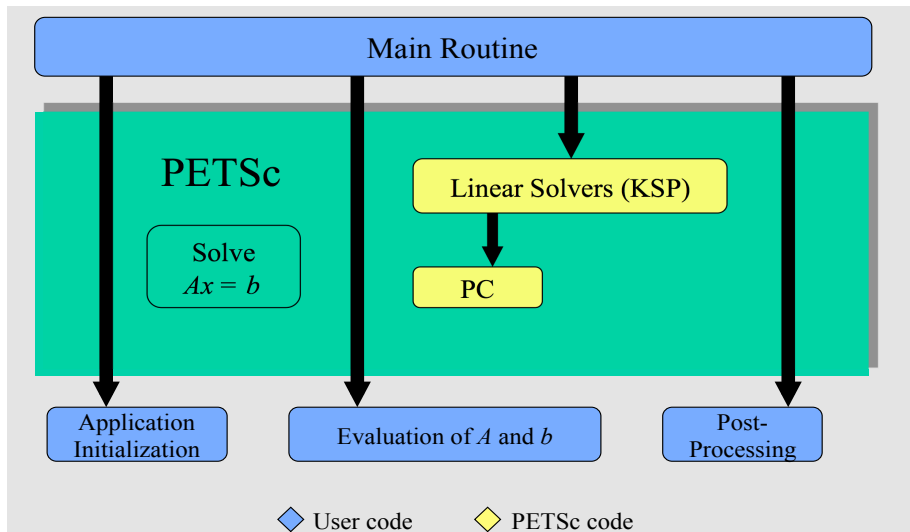 Main Routine
PETSc
Linear Solvers (KSP)
Solve
Ax = b
PC
Application
Initialization
Evaluation of A and b
Post-
Processing
User code
PETSc code